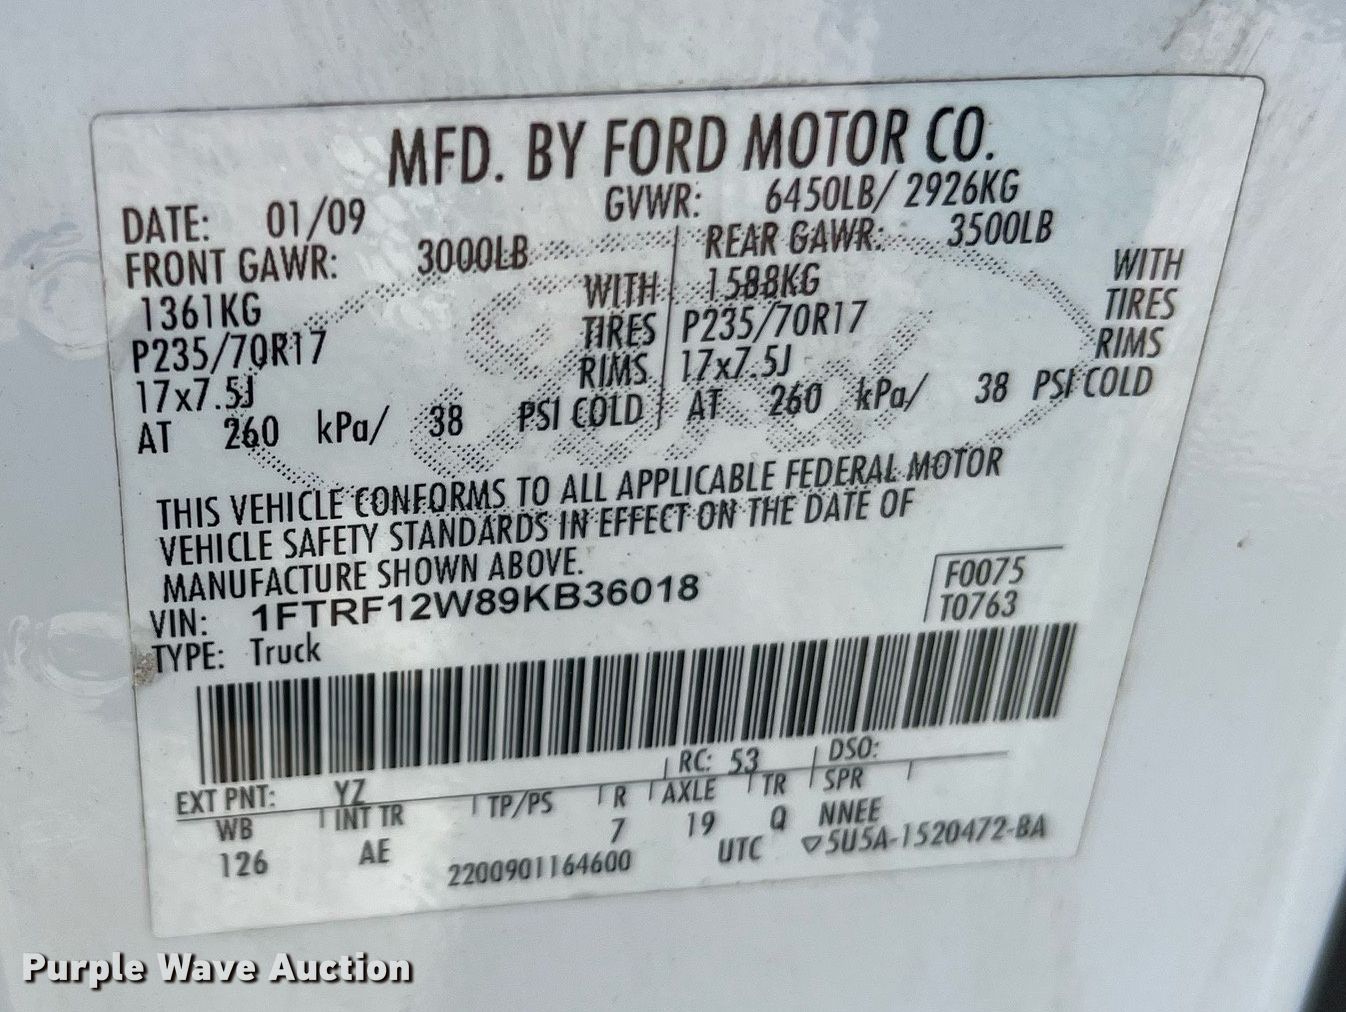 MFD. BY FORD MOTOR CO.
DATE: 01/09 GVWR: 6450LB/ 2926KG
FRONT GAWR: 3000LB REAR GAWR: 3500LB
1361KG WITH 1588KG WITH
P235/70R17 TIRES P235/70R17 TIRES
17x7.5J RIMS 17x7.5J RIMS
AT 260 kPa/ 38 PSI COLD AT 260 kPa/ 38 PSI COLD
THIS VEHICLE CONFORMS TO ALL APPLICABLE FEDERAL MOTOR
VEHICLE SAFETY STANDARDS IN EFFECT ON THE DATE OF
MANUFACTURE SHOWN ABOVE.
VIN: 1FTRF12W89KB36018 F0075
TYPE: Truck T0763
EXT PNT: YZ RC: 53 DSO:
WB INT TR TP/PS R AXLE TR SPR
126 AE 7 19 Q NNEE
2200901164600 UTC ▽5U5A-1520472-BA
Purple Wave Auction